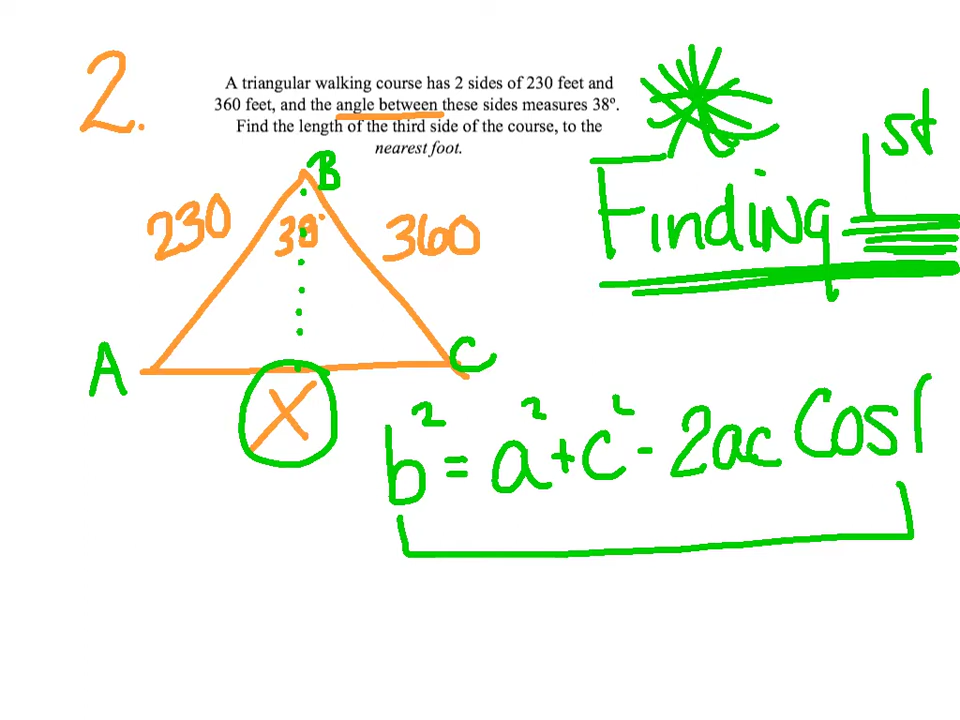 2.
A triangular walking course has 2 sides of 230 feet and
360 feet, and the angle between these sides measures 38º.
Find the length of the third side of the course, to the
nearest foot.
1st
Finding
B
230
38°
360
A
C
X
b² = a² + c² - 2ac Cos